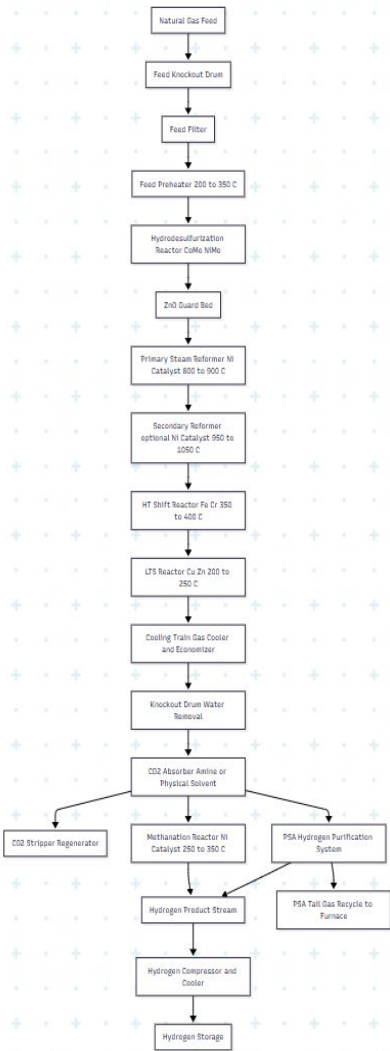 Natural Gas Feed
Feed Knockout Drum
Feed Filter
Feed Preheater 200 to 350 C
Hydrodesulfurization
Reactor CoMo NiMo
ZnO Guard Bed
Primary Steam Reformer Ni
Catalyst 800 to 900 C
Secondary Reformer
optional Ni Catalyst 950 to
1050 C
HT Shift Reactor Fe Cr 350
to 400 C
LTS Reactor Cu Zn 200 to
250 C
Cooling Train Gas Cooler
and Economizer
Knockout Drum Water
Removal
CO2 Absorber Amine or
Physical Solvent
CO2 Stripper Regenerator
Methanation Reactor Ni
Catalyst 250 to 350 C
PSA Hydrogen Purification
System
Hydrogen Product Stream
PSA Tail Gas Recycle to
Furnace
Hydrogen Compressor and
Cooler
Hydrogen Storage